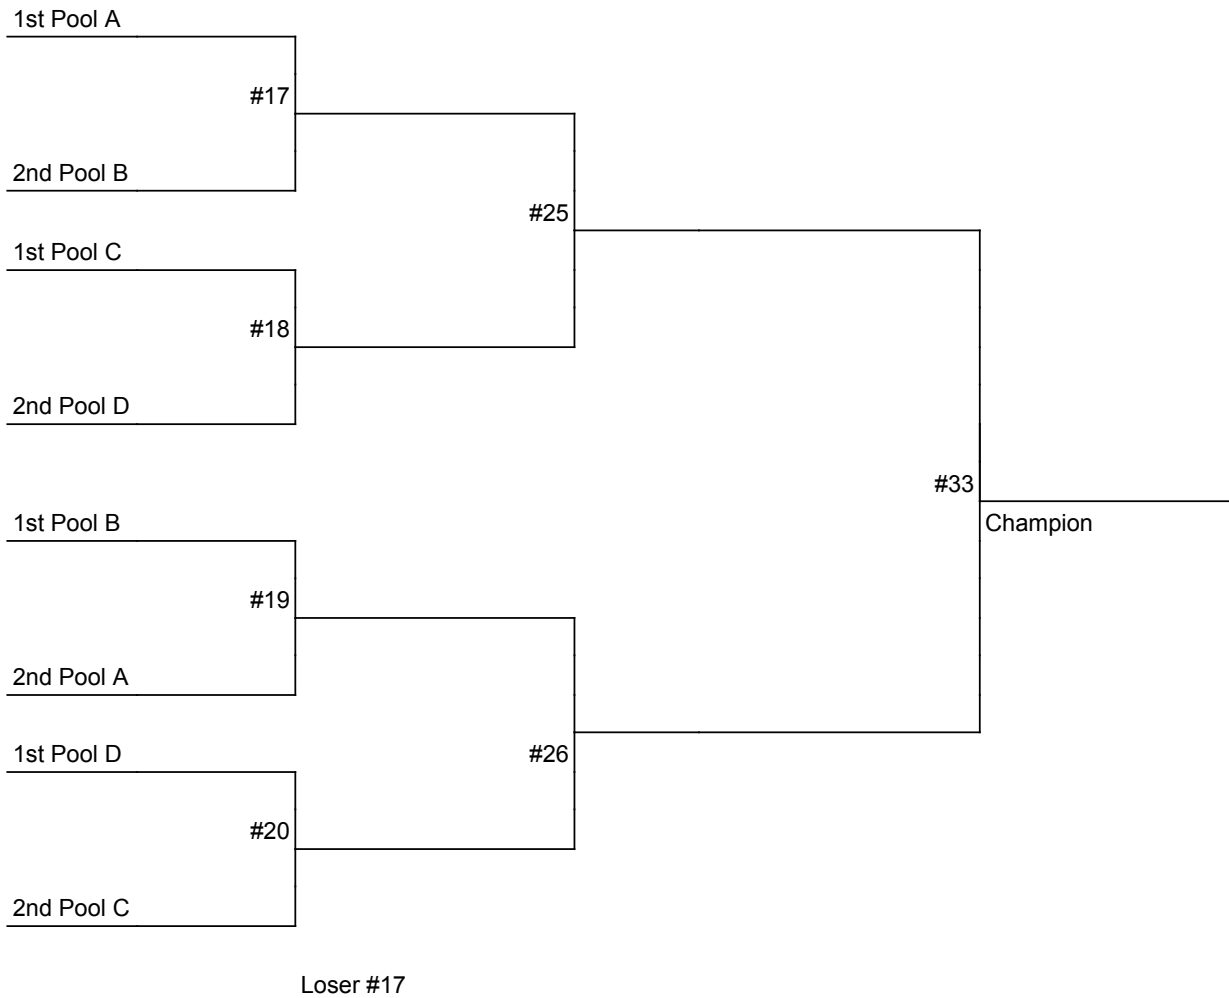 1st Pool A
#17
2nd Pool B
#25
1st Pool C
#18
2nd Pool D
#33
1st Pool B
Champion
#19
2nd Pool A
1st Pool D
#26
#20
2nd Pool C
Loser #17